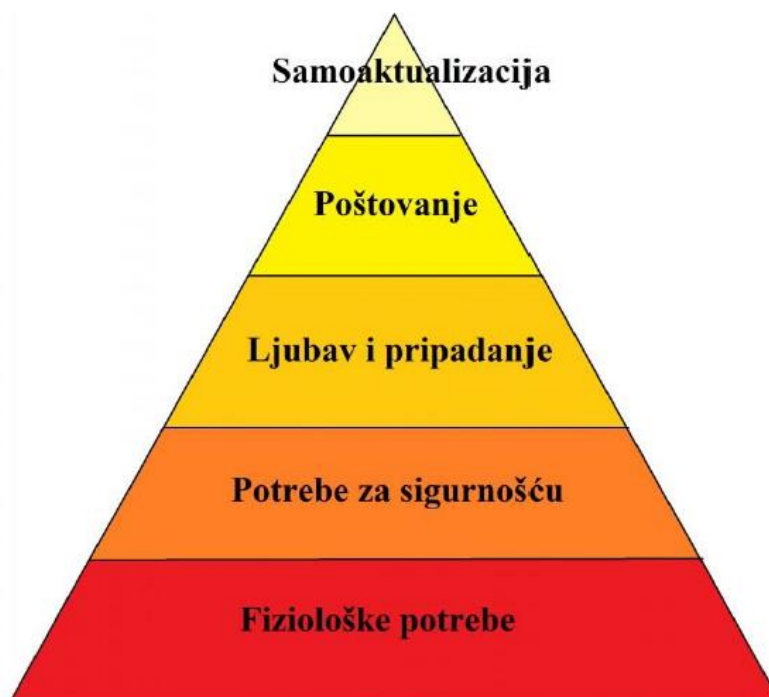 Samoaktualizacija
Poštovanje
Ljubav i pripadanje
Potrebe za sigurnošću
Fiziološke potrebe